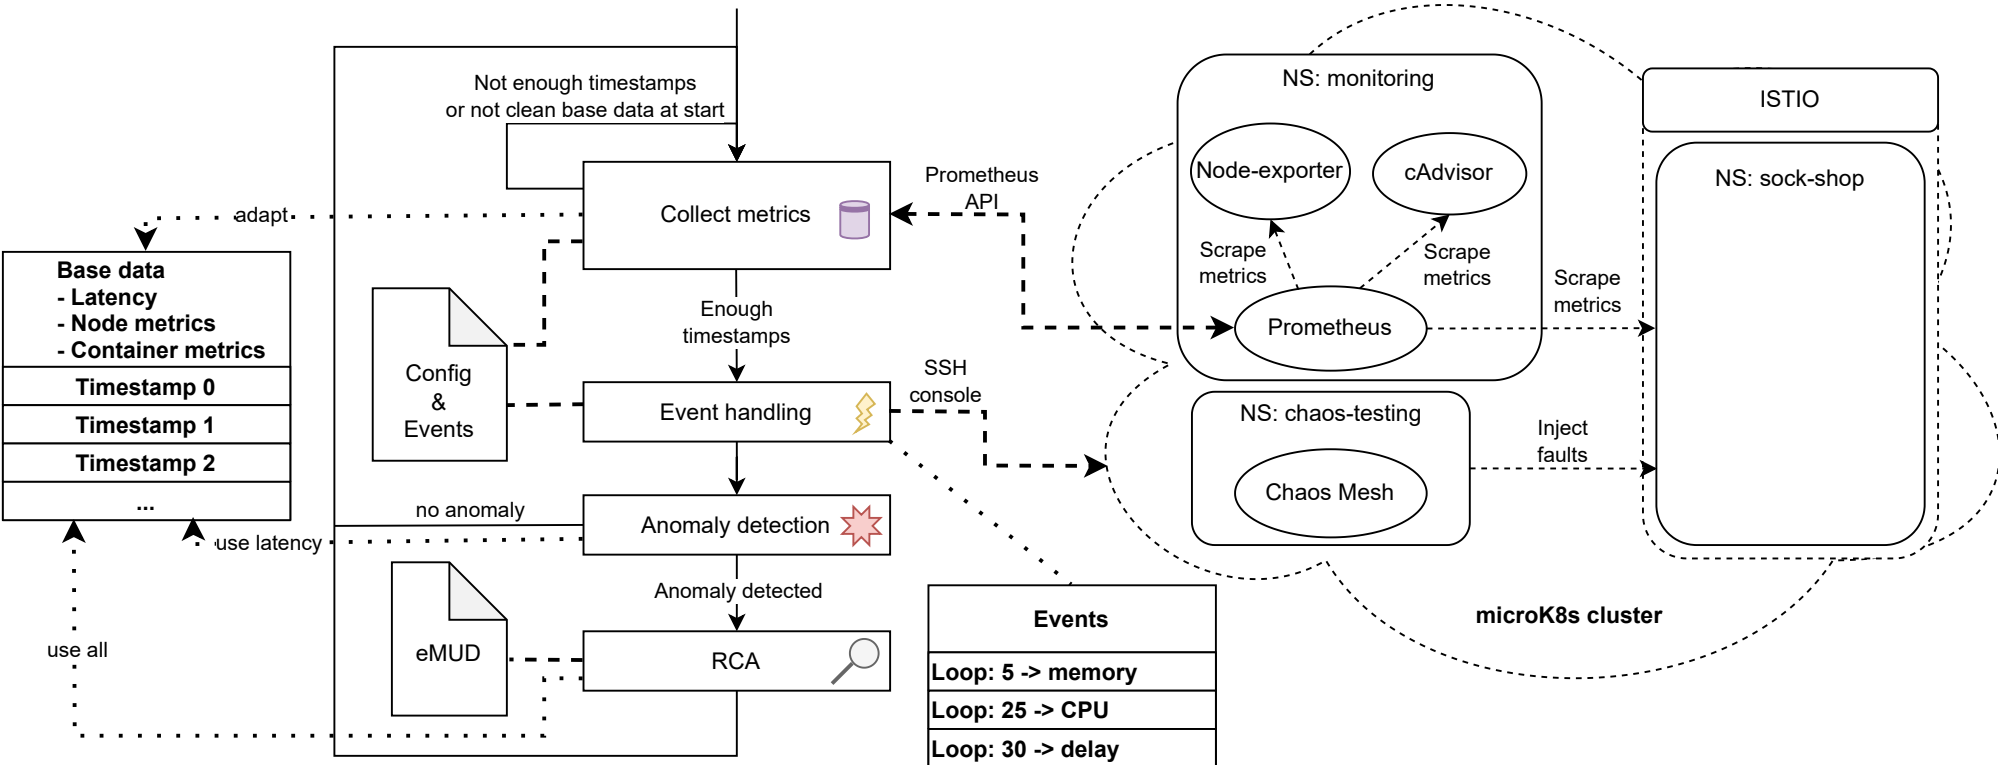 Not enough timestamps
or not clean base data at start
NS: monitoring
ISTIO
Node-exporter
cAdvisor
NS: sock-shop
Prometheus
API
Collect metrics
adapt
Scrape
metrics
Scrape
metrics
Scrape
metrics
Base data
- Latency
- Node metrics
- Container metrics
Timestamp 0
Timestamp 1
Timestamp 2
...
Enough
timestamps
Prometheus
Config
&
Events
SSH
console
Event handling
NS: chaos-testing
Inject
faults
Chaos Mesh
no anomaly
Anomaly detection
use latency
Anomaly detected
use all
eMUD
RCA
Events
Loop: 5 -> memory
Loop: 25 -> CPU
Loop: 30 -> delay
microK8s cluster